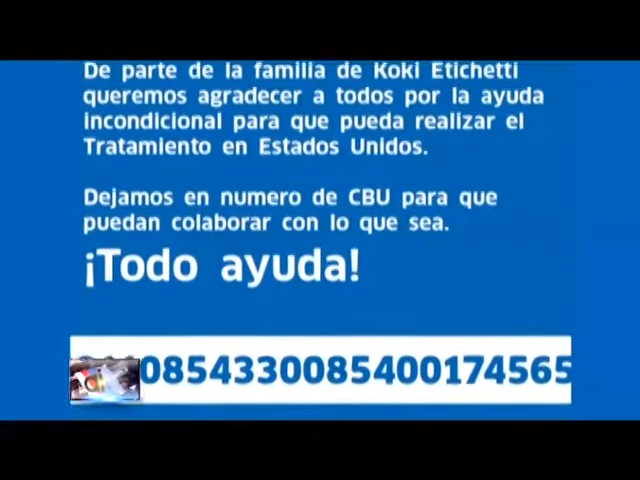 De parte de la familia de Koki Etichetti
queremos agradecer a todos por la ayuda
incondicional para que pueda realizar el
Tratamiento en Estados Unidos.
Dejamos en numero de CBU para que
puedan colaborar con lo que sea.
¡Todo ayuda!
0854330085400174565